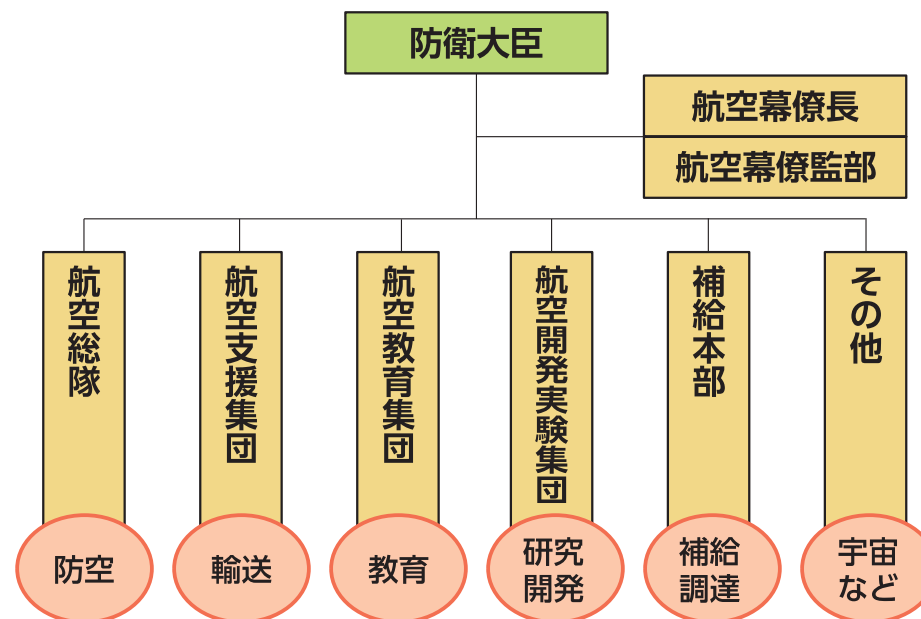 防衛大臣
航空幕僚長
航空幕僚監部
航空総隊
航空支援集団
航空教育集団
航空開発実験集団
補給本部
その他
防空
輸送
教育
研究
開発
補給
調達
宇宙
など